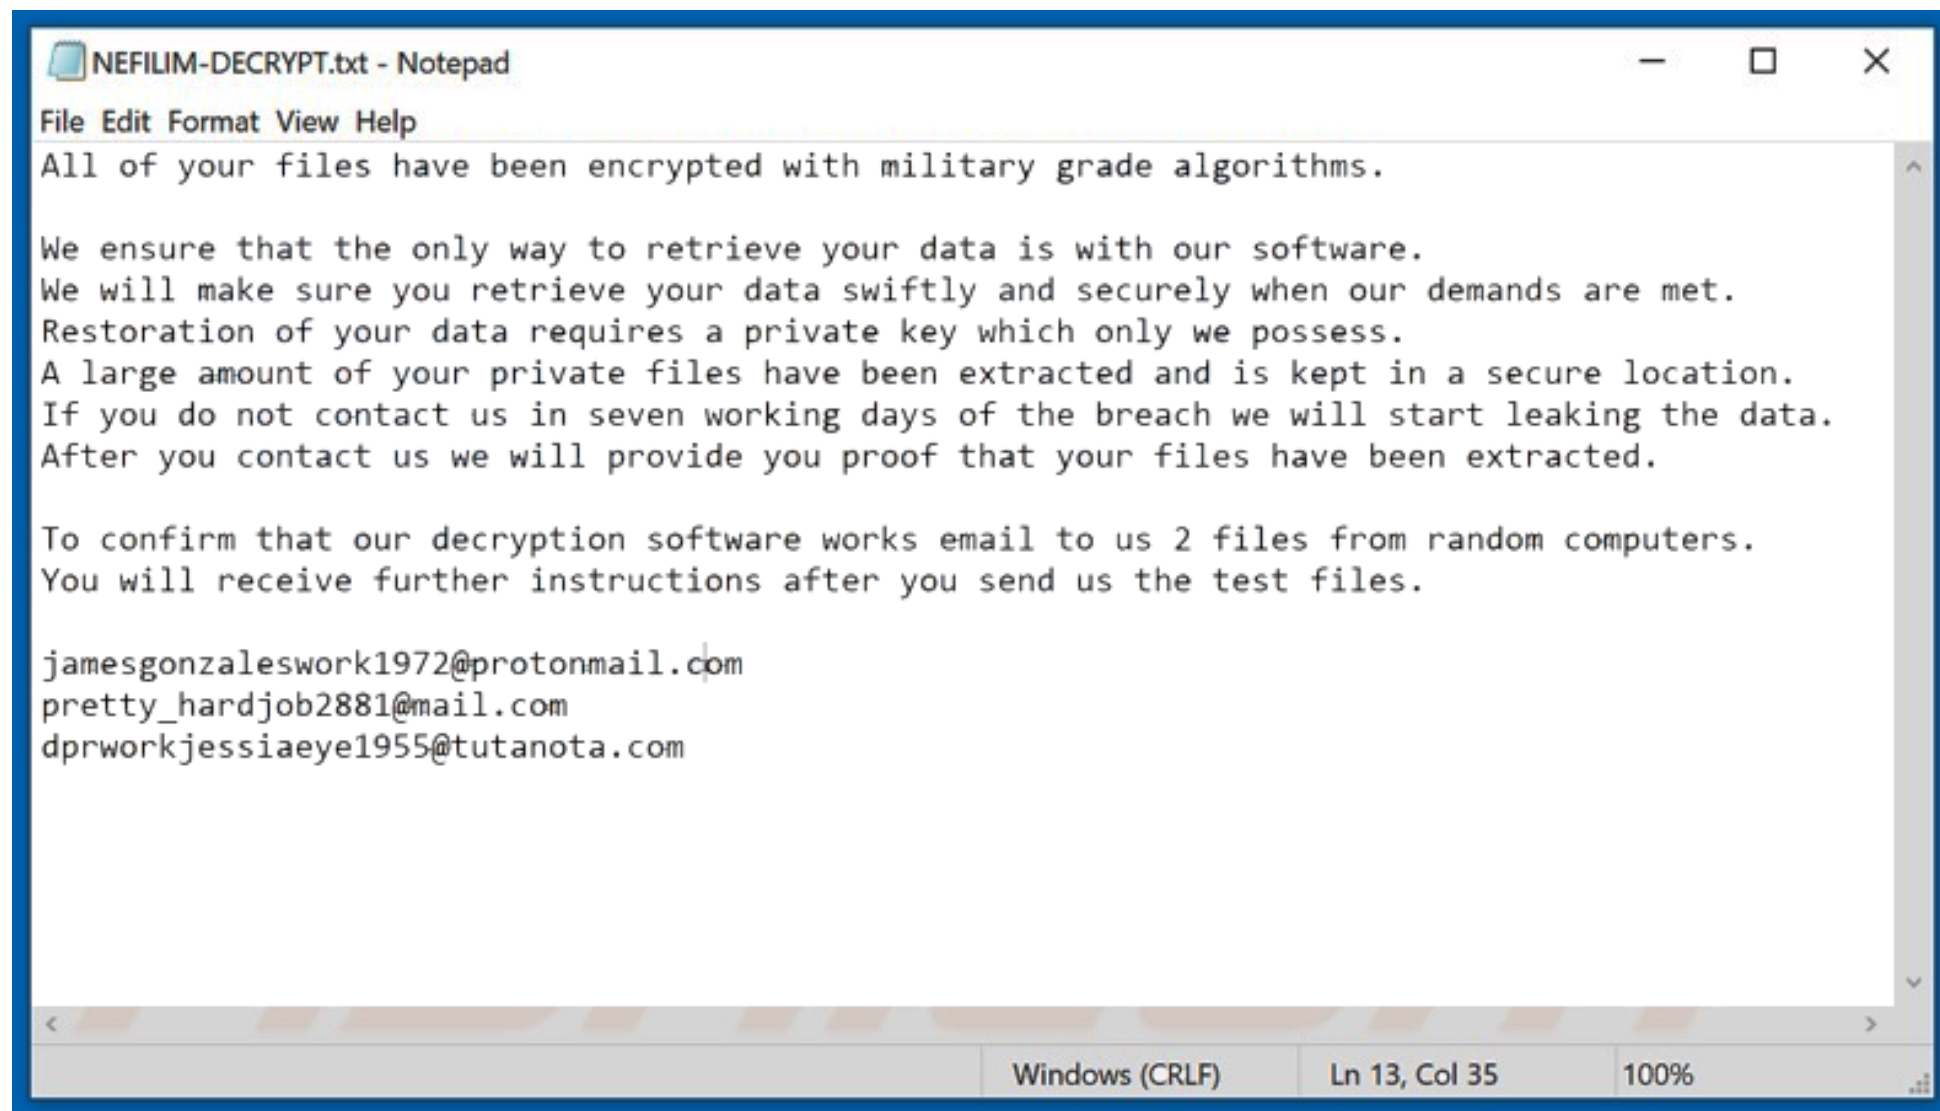 NEFILIM-DECRYPT.txt - Notepad
File Edit Format View Help
All of your files have been encrypted with military grade algorithms.
We ensure that the only way to retrieve your data is with our software.
We will make sure you retrieve your data swiftly and securely when our demands are met.
Restoration of your data requires a private key which only we possess.
A large amount of your private files have been extracted and is kept in a secure location.
If you do not contact us in seven working days of the breach we will start leaking the data.
After you contact us we will provide you proof that your files have been extracted.
To confirm that our decryption software works email to us 2 files from random computers.
You will receive further instructions after you send us the test files.
jamesgonzaleswork1972@protonmail.com
pretty_hardjob2881@mail.com
dprworkjessiaeye1955@tutanota.com
Windows (CRLF) Ln 13, Col 35 100%